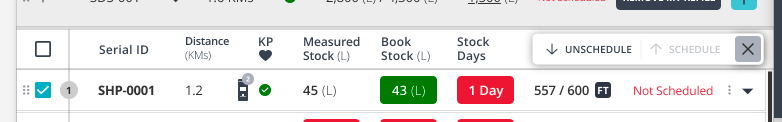 Serial ID
Distance (KMs)
KP
Measured Stock (L)
Book Stock (L)
Stock Days
UNSCHEDULE
SCHEDULE
1
SHP-0001
1.2
2
45 (L)
43 (L)
1 Day
557 / 600 FT
Not Scheduled